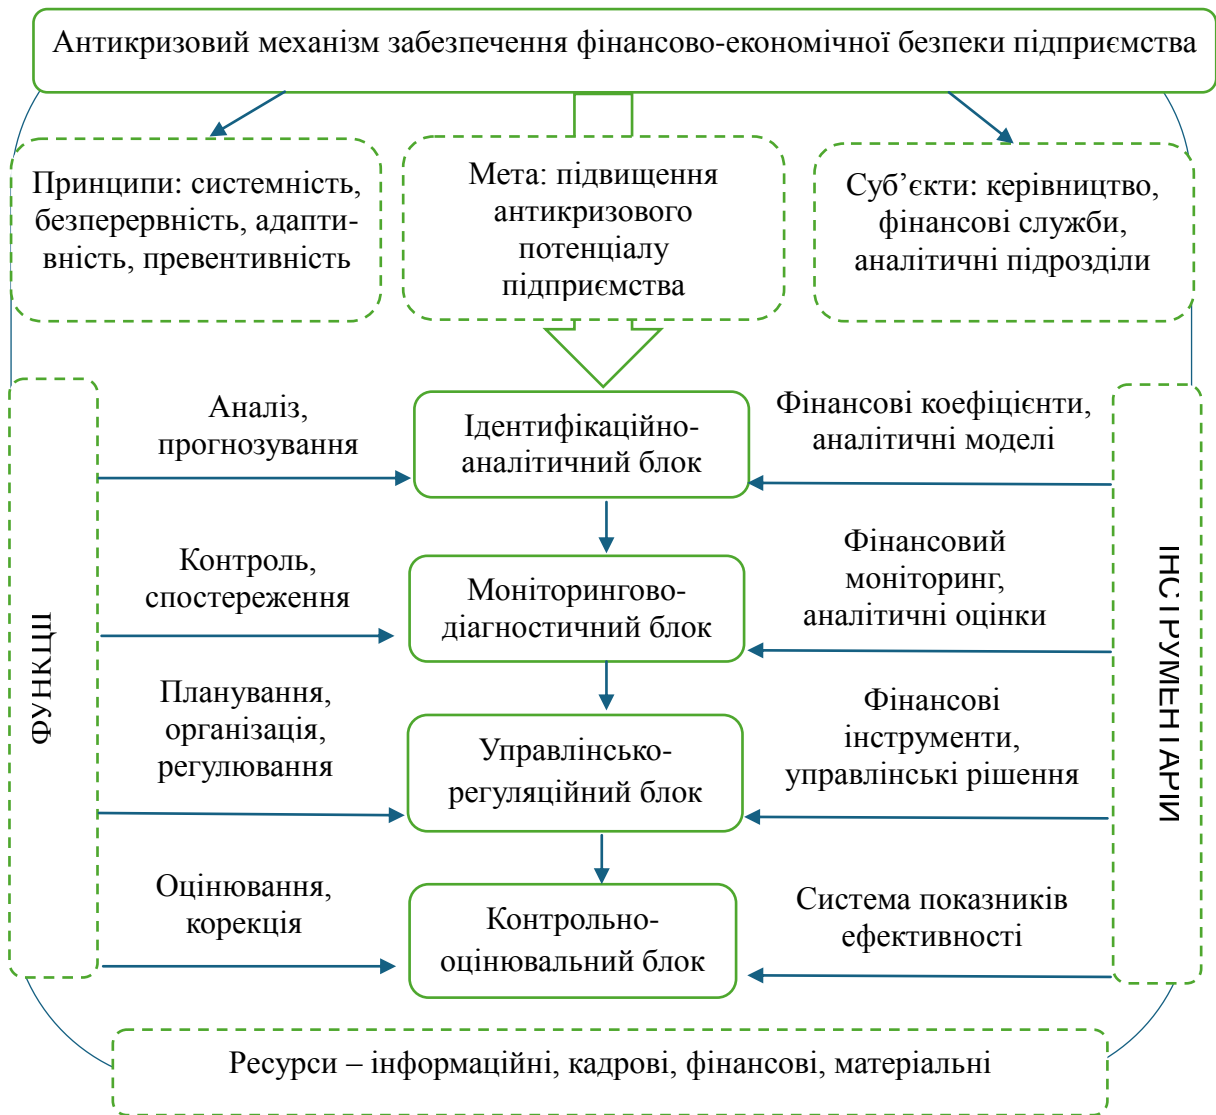 Антикризовий механізм забезпечення фінансово-економічної безпеки підприємства
Принципи: системність,
безперервність, адапти-
вність, превентивність
Мета: підвищення
антикризового
потенціалу
підприємства
Суб’єкти: керівництво,
фінансові служби,
аналітичні підрозділи
ФУНКЦІЇ
Аналіз,
прогнозування
Ідентифікаційно-
аналітичний блок
Фінансові коефіцієнти,
аналітичні моделі
Контроль,
спостереження
Моніторингово-
діагностичний блок
Фінансовий
моніторинг,
аналітичні оцінки
Планування,
організація,
регулювання
Управлінсько-
регуляційний блок
Фінансові
інструменти,
управлінські рішення
Оцінювання,
корекція
Контрольно-
оцінювальний блок
Система показників
ефективності
ІНСТРУМЕНТАРІЙ
Ресурси – інформаційні, кадрові, фінансові, матеріальні